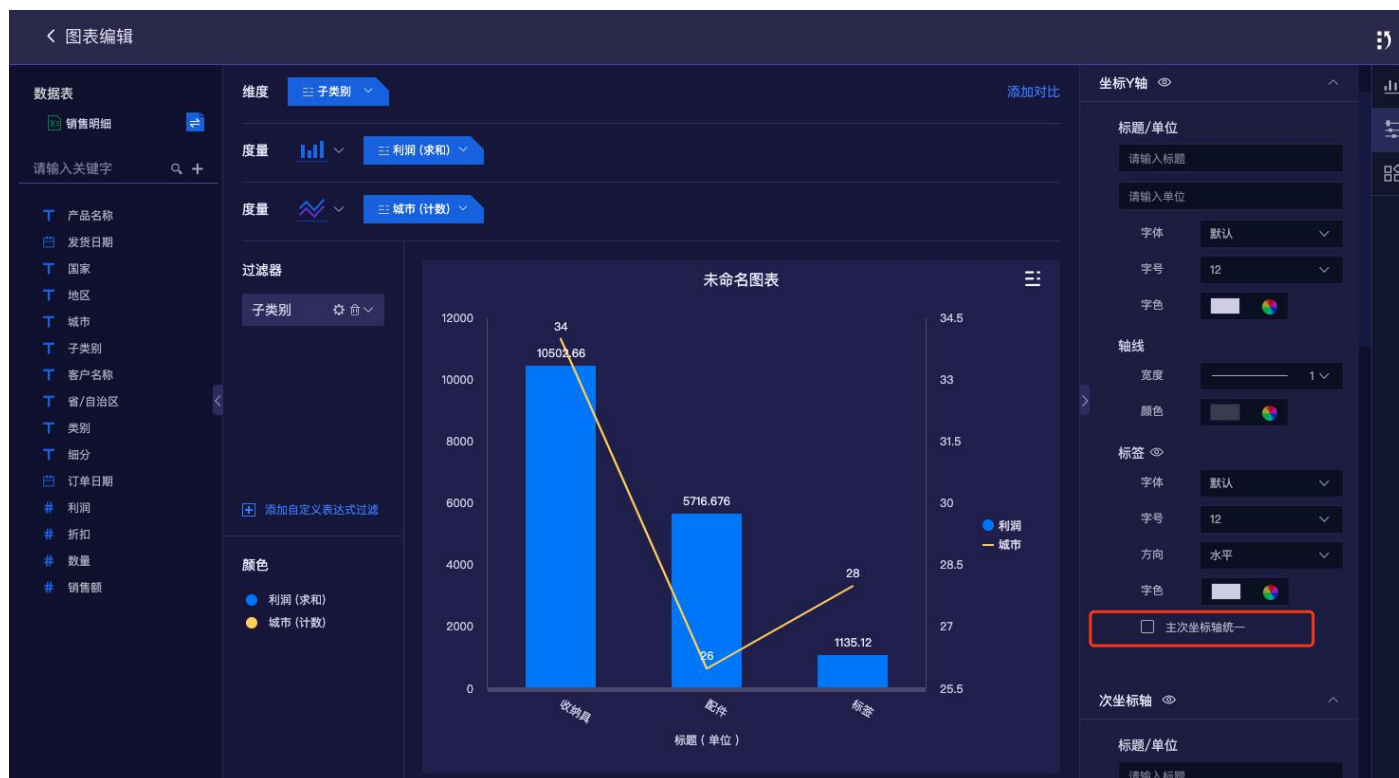 图表编辑
数据表
销售明细
请输入关键字
产品名称
发货日期
国家
地区
城市
子类别
客户名称
省/自治区
类别
细分
订单日期
利润
折扣
数量
销售额
维度
子类别
添加对比
度量
利润 (求和)
度量
城市 (计数)
过滤器
子类别
添加自定义表达式过滤
颜色
利润 (求和)
城市 (计数)
未命名图表
12000
10000
8000
6000
4000
2000
0
34
10502.66
5716.676
26
28
1135.12
34.5
33
31.5
30
28.5
27
25.5
收纳具
配件
标签
标题 ( 单位 )
利润
城市
坐标Y轴
标题/单位
请输入标题
请输入单位
字体 默认
字号 12
字色
轴线
宽度 1
颜色
标签
字体 默认
字号 12
方向 水平
字色
主次坐标轴统一
次坐标轴
标题/单位
请输入标题